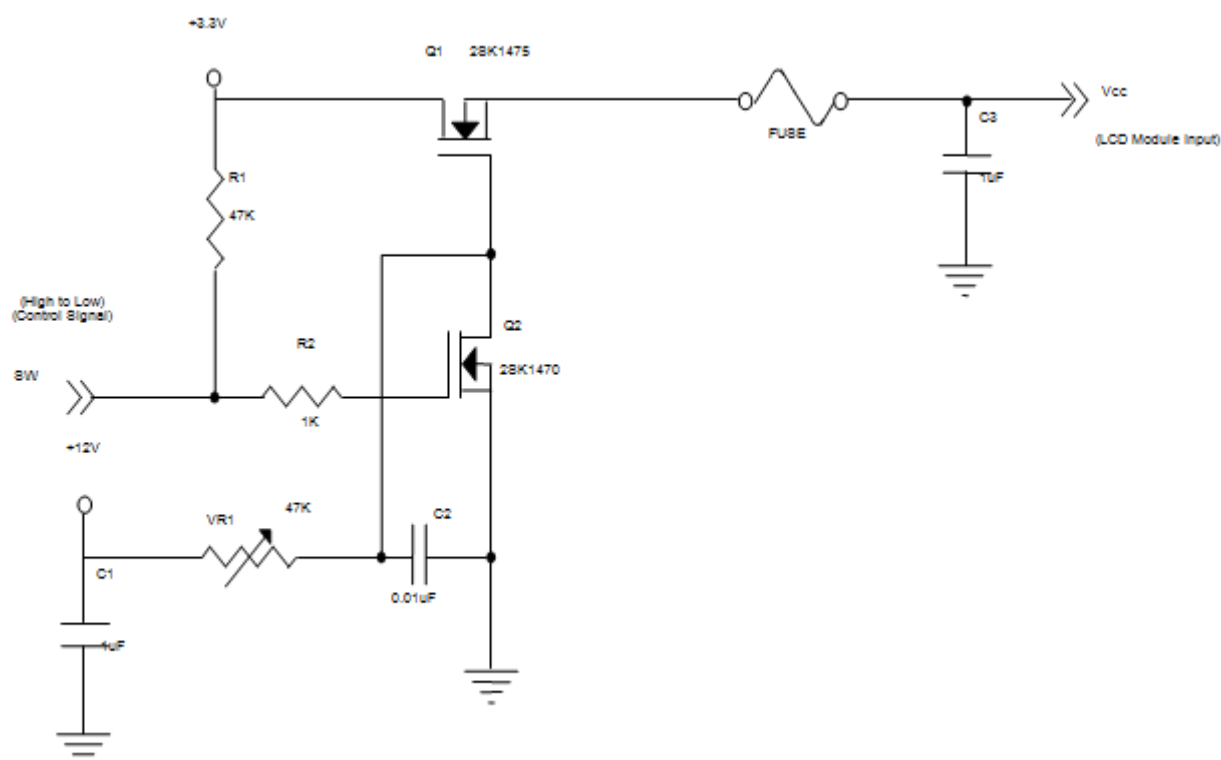 +3.3V
Q1 2SK1475
Vcc
C3
FUSE
(LCD Module Input)
R1
1uF
47K
(High to Low)
(Control Signal)
Q2
R2
2SK1470
SW
1K
+12V
47K
C2
VR1
C1
0.01uF
1uF